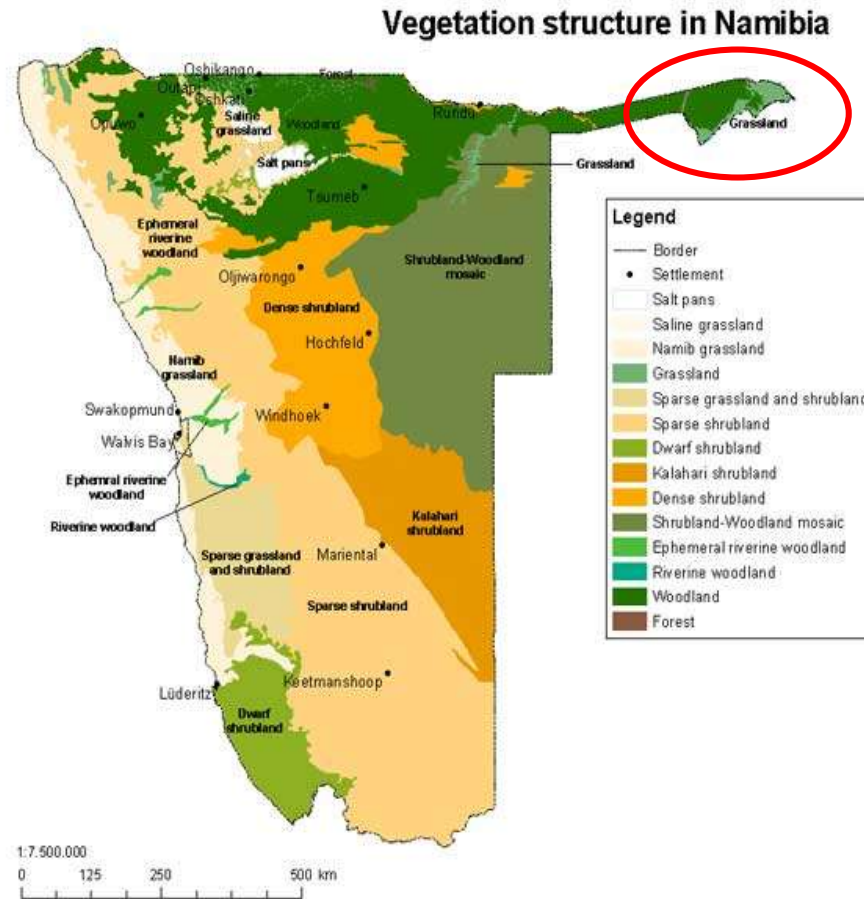 Vegetation structure in Namibia
Oshikango
Outapi
Oshkati
Forest
Opuwo
Saline
grassland
Woodland
Rundu
Grassland
Salt pans
Grassland
Tsumeb
Ephemeral
riverine
woodland
Shrubland-Woodland
mosaic
Oljiwarongo
Dense shrubland
Hochfeld
Namib
grassland
Swakopmund
Windhoek
Walvis Bay
Ephemral riverine
woodland
Riverine woodland
Kalahari
shrubland
Mariental
Sparse grassland
and shrubland
Sparse shrubland
Lüderitz
Keetmanshoop
Dwarf
shrubland
Legend
Border
Settlement
Salt pans
Saline grassland
Namib grassland
Grassland
Sparse grassland and shrubland
Sparse shrubland
Dwarf shrubland
Kalahari shrubland
Dense shrubland
Shrubland-Woodland mosaic
Ephemeral riverine woodland
Riverine woodland
Woodland
Forest
1:7.500.000
0 125 250 500 km